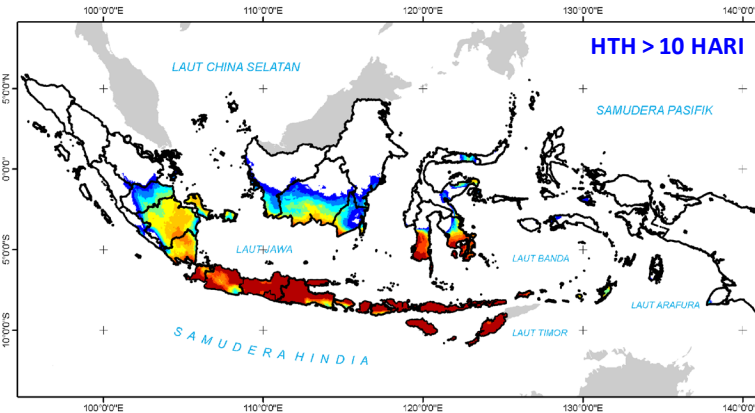 100°0'0"E 110°0'0"E 120°0'0"E 130°0'0"E 140°0'0"
HTH > 10 HARI
LAUT CHINA SELATAN
5°0'0"N
SAMUDERA PASIFIK
0°0'0"
LAUT JAWA
5°0'0"S
LAUT BANDA
LAUT ARAFURA
10°0'0"S
LAUT TIMOR
SAMUDERA HINDIA
100°0'0"E 110°0'0"E 120°0'0"E 130°0'0"E 140°0'0